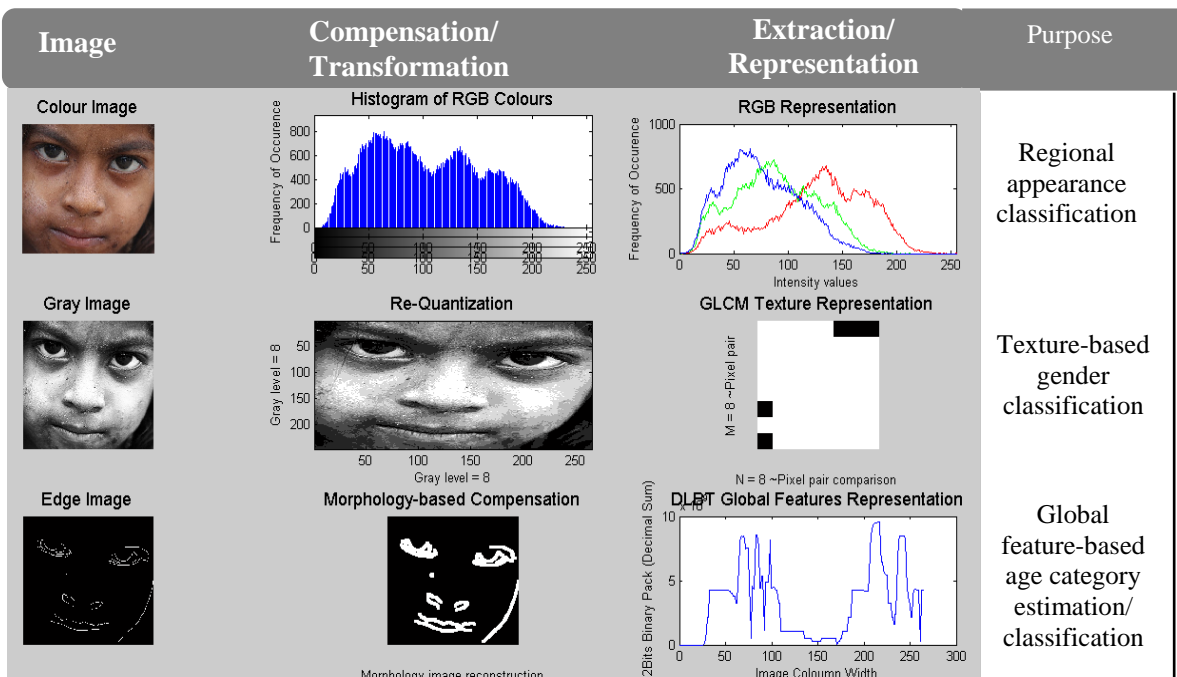 Image
Compensation/
Transformation
Extraction/
Representation
Purpose
Colour Image
Histogram of RGB Colours
RGB Representation
Frequency of Occurence
800
600
400
200
0
0 50 100 150 200 250
Frequency of Occurence
1000
500
0
0 50 100 150 200 250
Intensity values
Regional
appearance
classification
Gray Image
Re-Quantization
GLCM Texture Representation
Gray level = 8
50
100
150
200
50 100 150 200 250
Gray level = 8
M = 8 ~Pixel pair
N = 8 ~Pixel pair comparison
Texture-based
gender
classification
Edge Image
Morphology-based Compensation
DLBT Global Features Representation
Morphology image reconstruction
2Bits Binary Pack (Decimal Sum)
10
5
0
0 50 100 150 200 250 300
Image Coloumn Width
Global
feature-based
age category
estimation/
classification